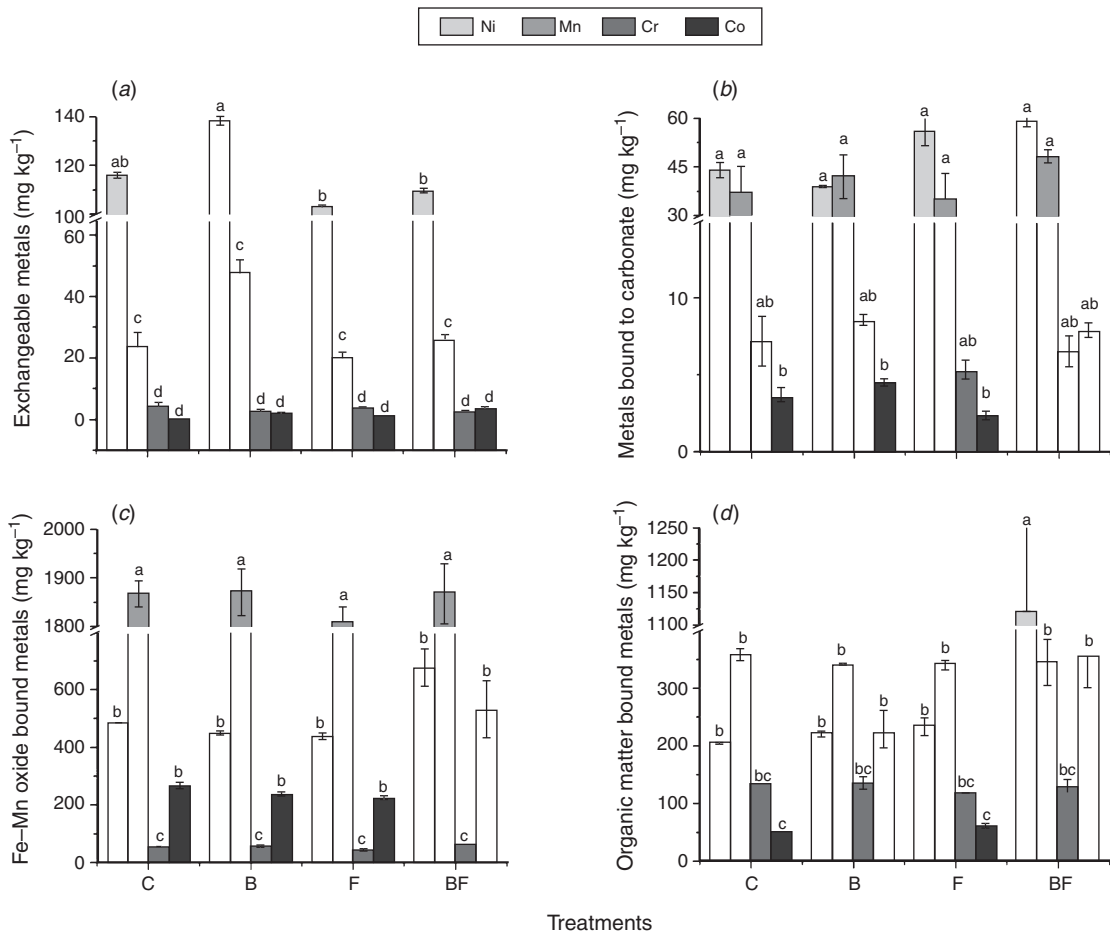 Ni Mn Cr Co
(a)
Exchangeable metals (mg kg⁻¹)
140
120
100
60
40
20
0
ab c d d
a c d d
b c d d
b c d d
C B F BF
(b)
Metals bound to carbonate (mg kg⁻¹)
60
45
30
10
0
a a ab b
a a ab b
a a ab b
a a ab ab
(c)
Fe–Mn oxide bound metals (mg kg⁻¹)
2000
1900
1800
600
400
200
0
b a c b
b a c b
b a c b
b a c b
C B F BF
(d)
Organic matter bound metals (mg kg⁻¹)
1250
1200
1150
1100
300
200
100
0
b b bc c
b b bc b
b b bc c
a b bc b
C B F BF
Treatments